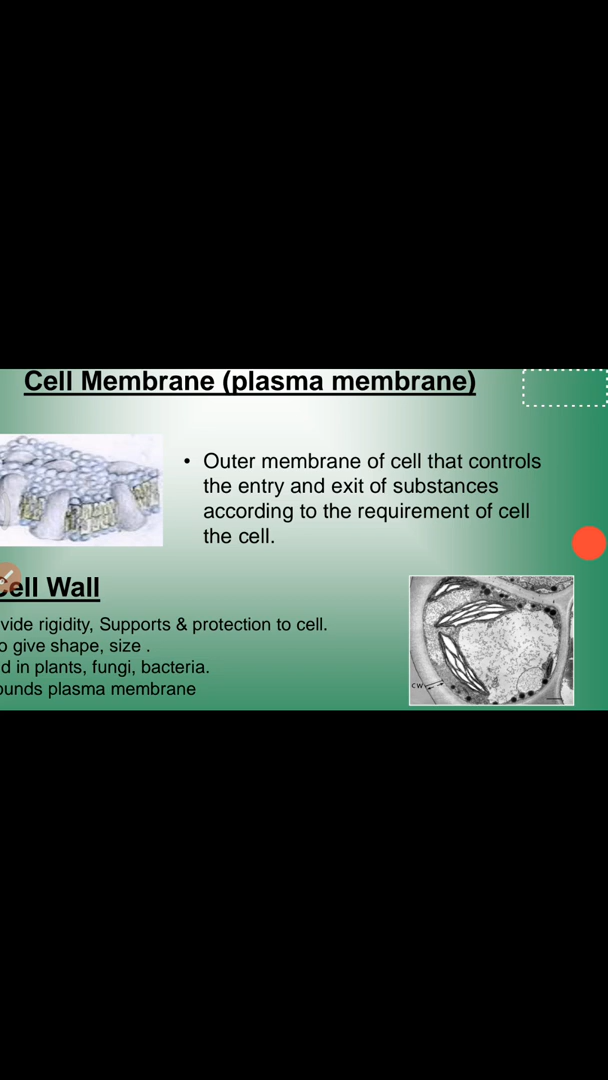 Cell Membrane (plasma membrane)
• Outer membrane of cell that controls
the entry and exit of substances
according to the requirement of cell
the cell.
Cell Wall
vide rigidity, Supports & protection to cell.
o give shape, size .
d in plants, fungi, bacteria.
ounds plasma membrane
CW